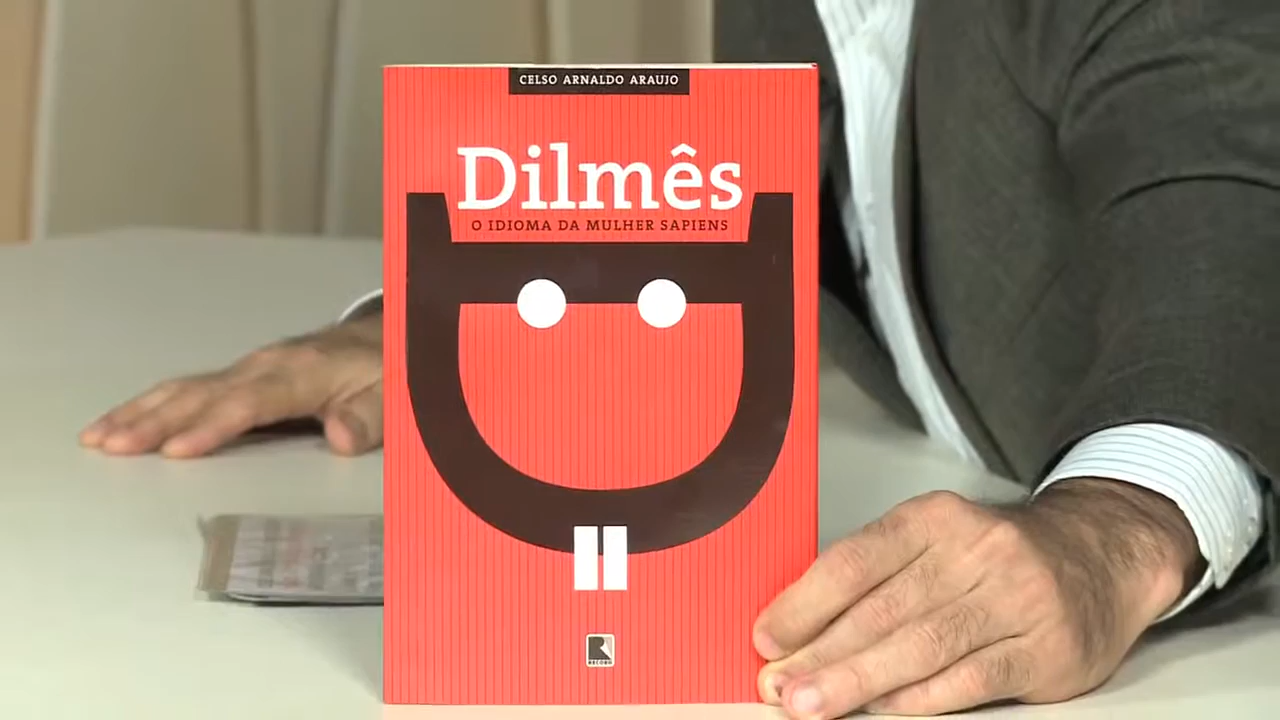 CELSO ARNALDO ARAUJO
Dilmês
O IDIOMA DA MULHER SAPIENS
R
RECORD